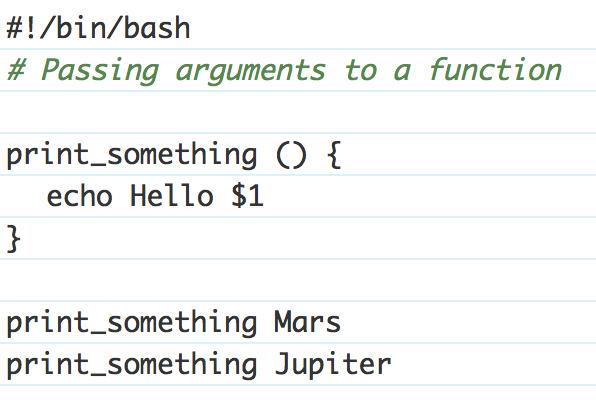 #!/bin/bash
# Passing arguments to a function
print_something () {
echo Hello $1
}
print_something Mars
print_something Jupiter